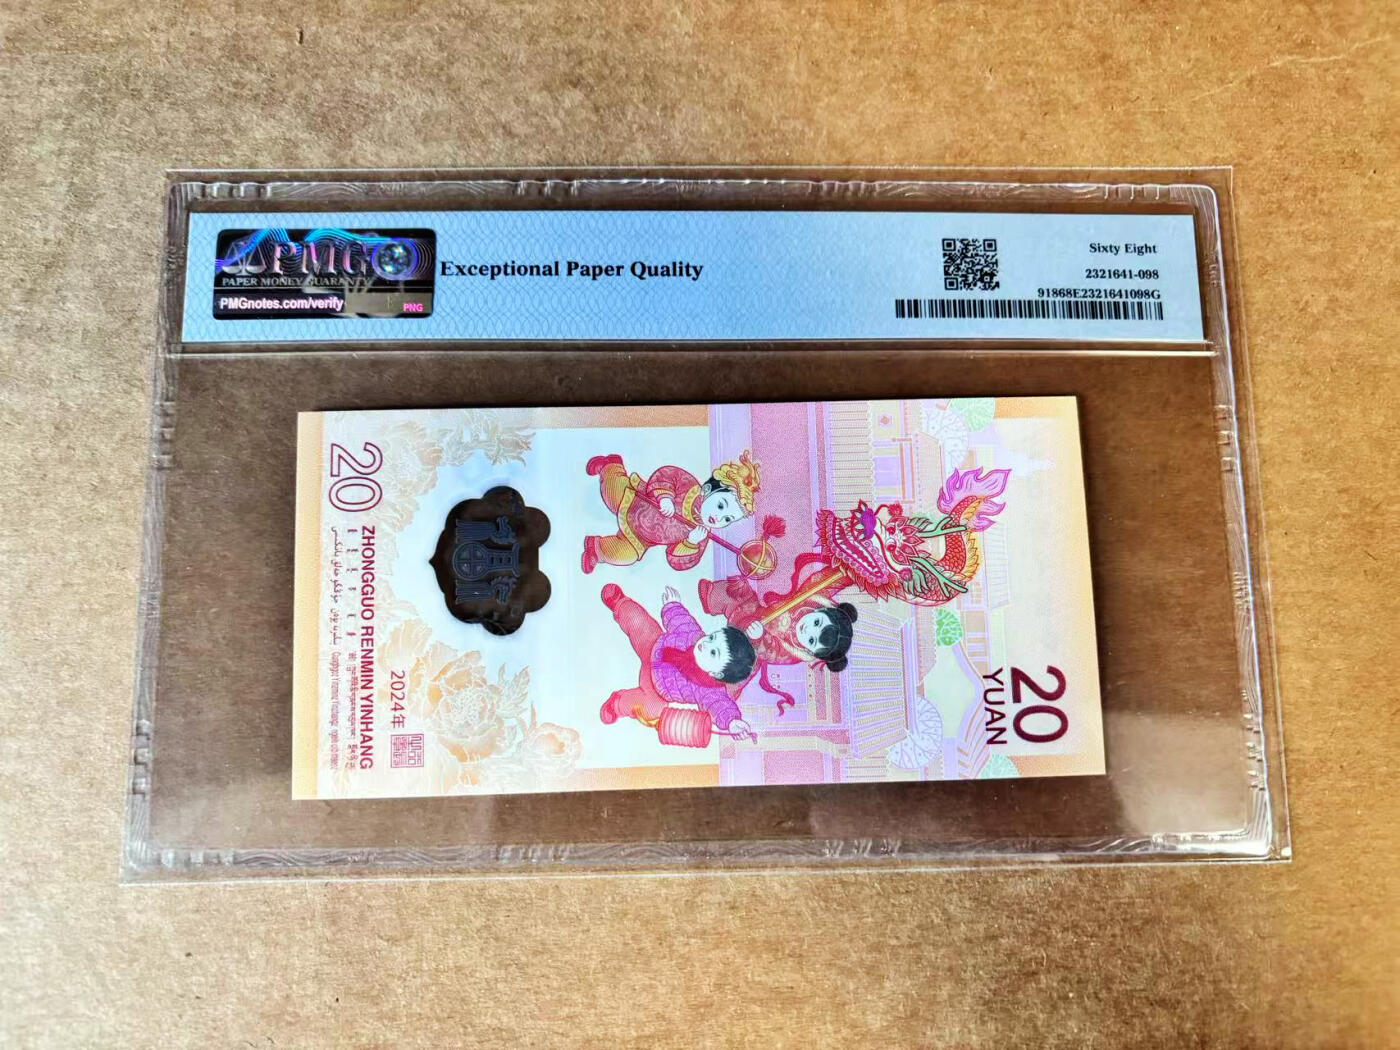 PMG
PAPER MONEY GUARANTY
PMGnotes.com/verify
PNG
Exceptional Paper Quality
Sixty Eight
2321641-098
91868E2321641098G
20
ZHONGGUO RENMIN YINHANG
2024年
20
YUAN